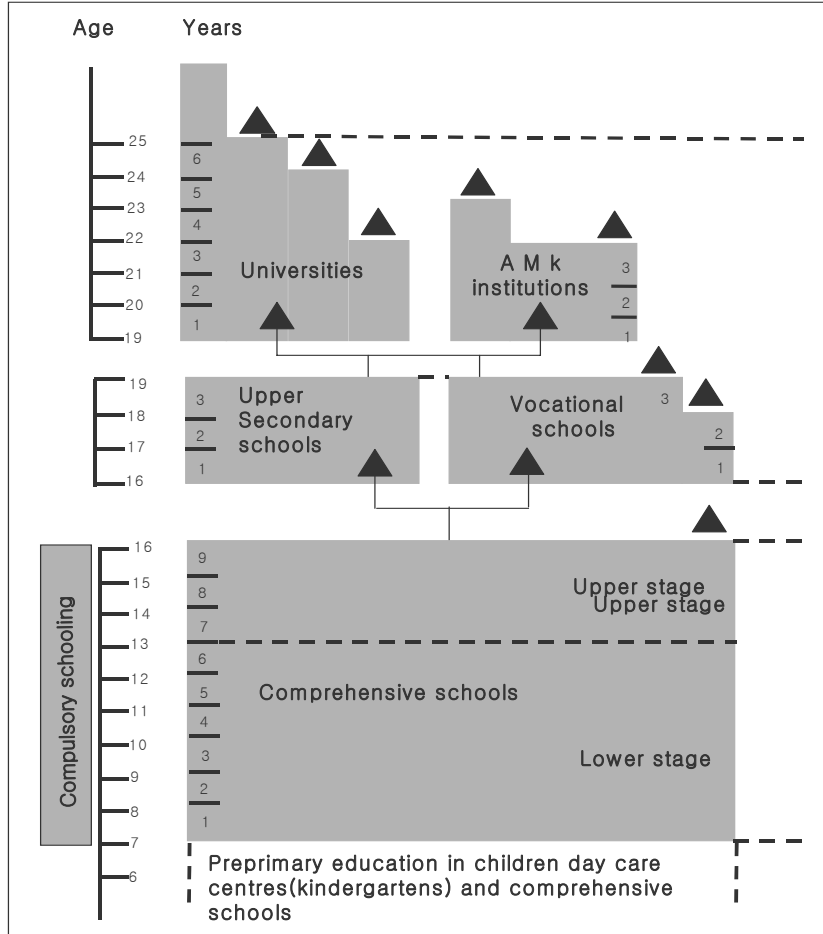 Age Years
25
6
24
5
23
4
22
3
21
2
20
1
19
Universities
A M k
institutions
3
2
1
19
3
18
2
17
1
16
Upper
Secondary
schools
Vocational
schools
3
2
1
Compulsory schooling
16
9
15
8
14
7
13
6
12
5
11
4
10
3
9
2
8
1
7
6
Upper stage
Upper stage
Comprehensive schools
Lower stage
Preprimary education in children day care
centres(kindergartens) and comprehensive
schools